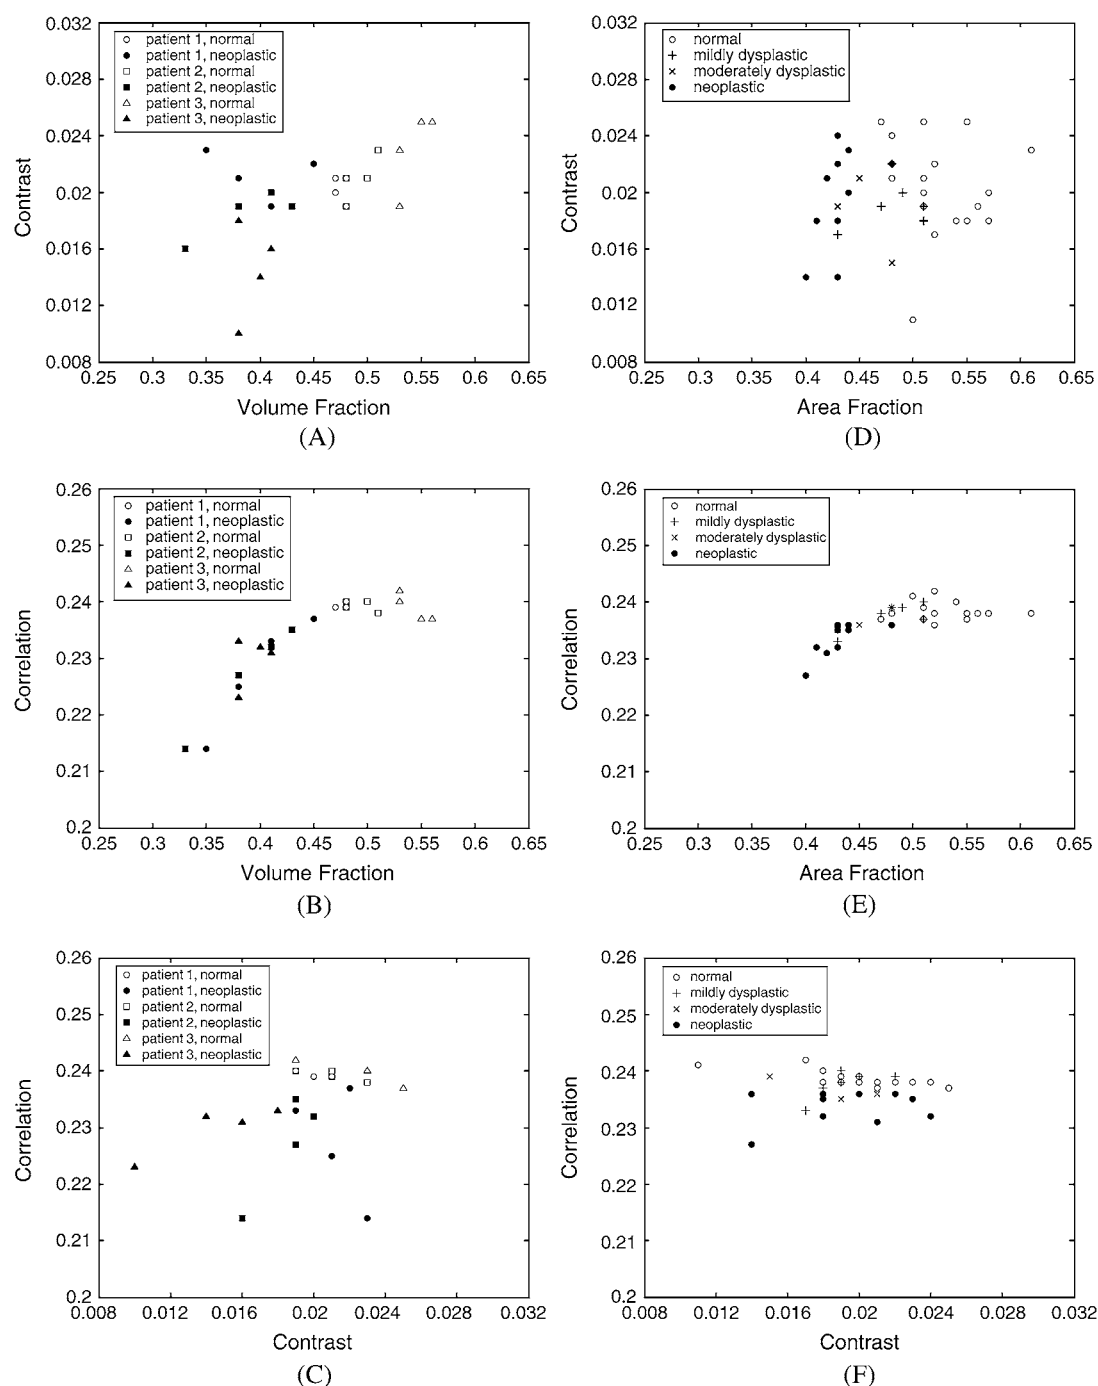 0.032
0.028
0.024
0.02
0.016
0.012
0.008
Contrast
patient 1, normal
patient 1, neoplastic
patient 2, normal
patient 2, neoplastic
patient 3, normal
patient 3, neoplastic
0.25 0.3 0.35 0.4 0.45 0.5 0.55 0.6 0.65
Volume Fraction
(A)
0.032
0.028
0.024
0.02
0.016
0.012
0.008
Contrast
normal
mildly dysplastic
moderately dysplastic
neoplastic
0.25 0.3 0.35 0.4 0.45 0.5 0.55 0.6 0.65
Area Fraction
(D)
0.26
0.25
0.24
0.23
0.22
0.21
0.2
Correlation
patient 1, normal
patient 1, neoplastic
patient 2, normal
patient 2, neoplastic
patient 3, normal
patient 3, neoplastic
0.25 0.3 0.35 0.4 0.45 0.5 0.55 0.6 0.65
Volume Fraction
(B)
0.26
0.25
0.24
0.23
0.22
0.21
0.2
Correlation
normal
mildly dysplastic
moderately dysplastic
neoplastic
0.25 0.3 0.35 0.4 0.45 0.5 0.55 0.6 0.65
Area Fraction
(E)
0.26
0.25
0.24
0.23
0.22
0.21
0.2
Correlation
patient 1, normal
patient 1, neoplastic
patient 2, normal
patient 2, neoplastic
patient 3, normal
patient 3, neoplastic
0.008 0.012 0.016 0.02 0.024 0.028 0.032
Contrast
(C)
0.26
0.25
0.24
0.23
0.22
0.21
0.2
Correlation
normal
mildly dysplastic
moderately dysplastic
neoplastic
0.008 0.012 0.016 0.02 0.024 0.028 0.032
Contrast
(F)